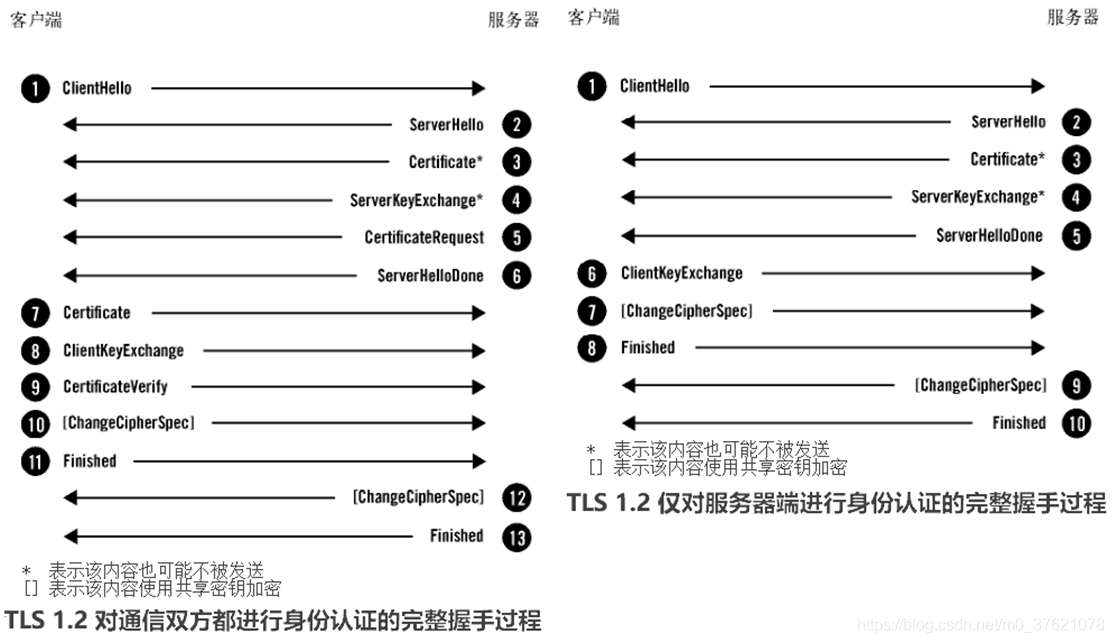 客户端 服务器
1 ClientHello
ServerHello 2
Certificate* 3
ServerKeyExchange* 4
CertificateRequest 5
ServerHelloDone 6
7 Certificate
8 ClientKeyExchange
9 CertificateVerify
10 [ChangeCipherSpec]
11 Finished
[ChangeCipherSpec] 12
Finished 13
* 表示该内容也可能不被发送
[] 表示该内容使用共享密钥加密
TLS 1.2 对通信双方都进行身份认证的完整握手过程
客户端 服务器
1 ClientHello
ServerHello 2
Certificate* 3
ServerKeyExchange* 4
ServerHelloDone 5
6 ClientKeyExchange
7 [ChangeCipherSpec]
8 Finished
[ChangeCipherSpec] 9
Finished 10
* 表示该内容也可能不被发送
[] 表示该内容使用共享密钥加密
TLS 1.2 仅对服务器端进行身份认证的完整握手过程
https://blog.csdn.net/m0_37621078